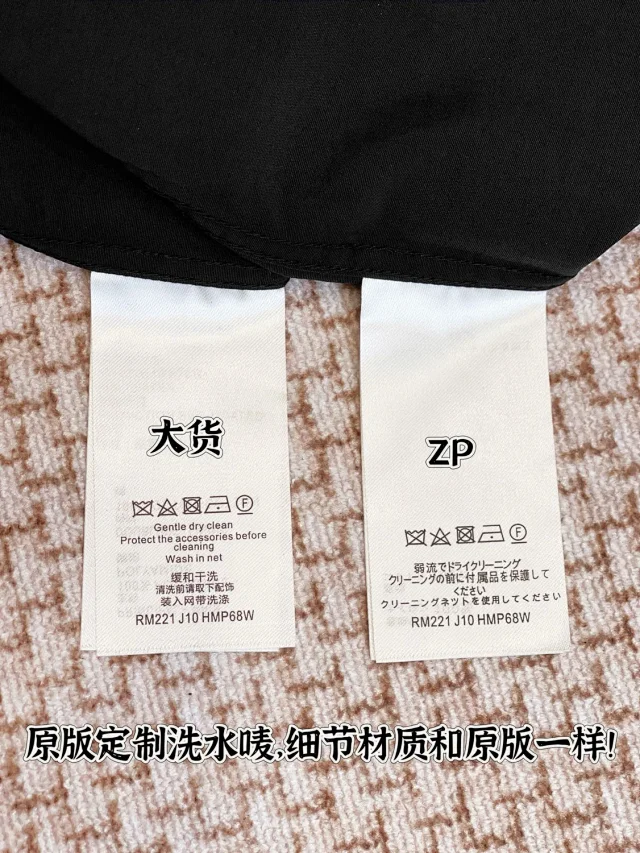 大货
Gentle dry clean
Protect the accessories before
cleaning
Wash in net
缓和干洗
清洗前请取下配饰
装入网带洗涤
RM221 J10 HMP68W
ZP
弱流でドライクリーニング
クリーニングの前に付属品を保護して
ください
クリーニングネットを使用してください
RM221 J10 HMP68W
原版定制洗水唛,细节材质和原版一样!